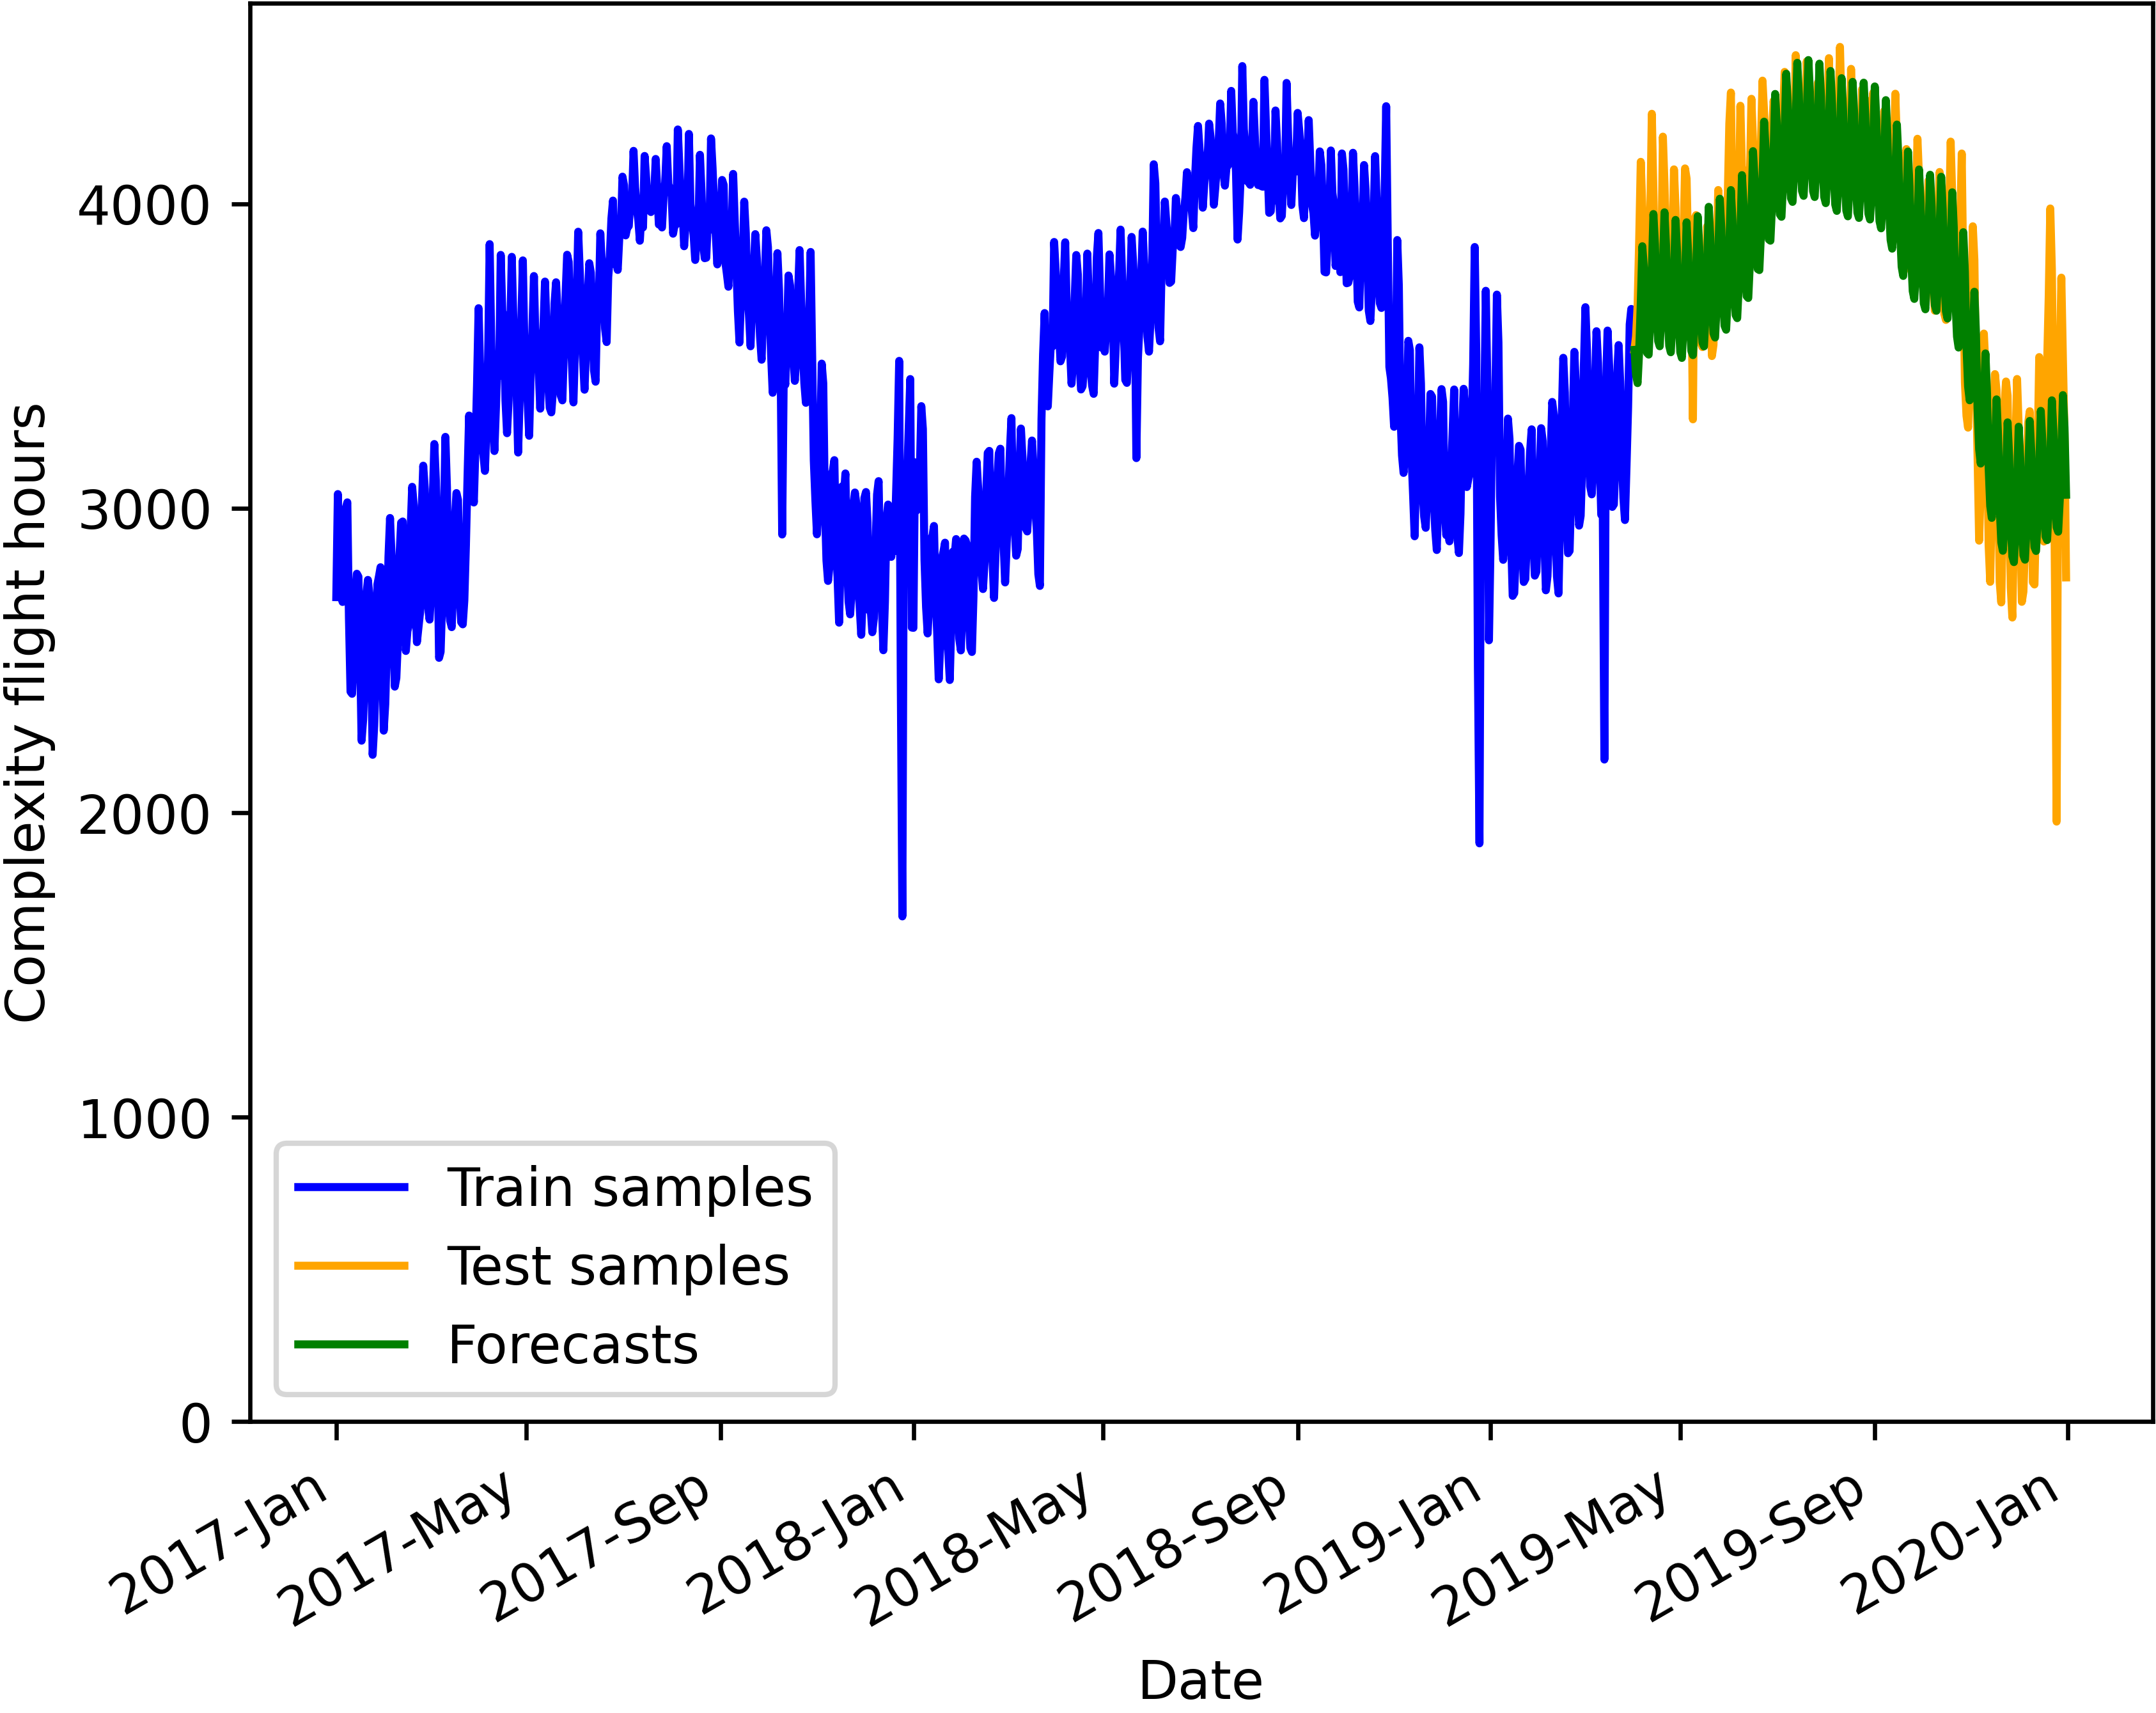 Complexity flight hours
4000
3000
2000
1000
0
Train samples
Test samples
Forecasts
2017-Jan
2017-May
2017-Sep
2018-Jan
2018-May
2018-Sep
2019-Jan
2019-May
2019-Sep
2020-Jan
Date